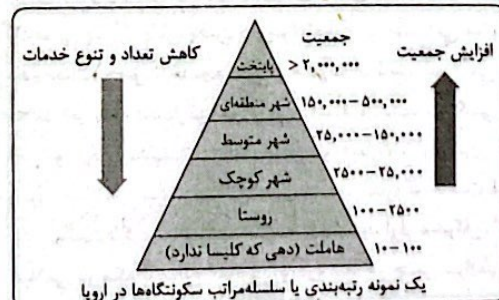 افزایش جمعیت
جمعیت
کاهش تعداد و تنوع خدمات
پایتخت
> ۲,۰۰۰,۰۰۰
شهر منطقه‌ای
۱۵۰,۰۰۰-۵۰۰,۰۰۰
شهر متوسط
۲۵,۰۰۰-۱۵۰,۰۰۰
شهر کوچک
۲۵۰۰-۲۵,۰۰۰
روستا
۱۰۰-۲۵۰۰
هاملت (دهی که کلیسا ندارد)
۱۰-۱۰۰
یک نمونه رتبه‌بندی یا سلسله‌مراتب سکونتگاه‌ها در اروپا